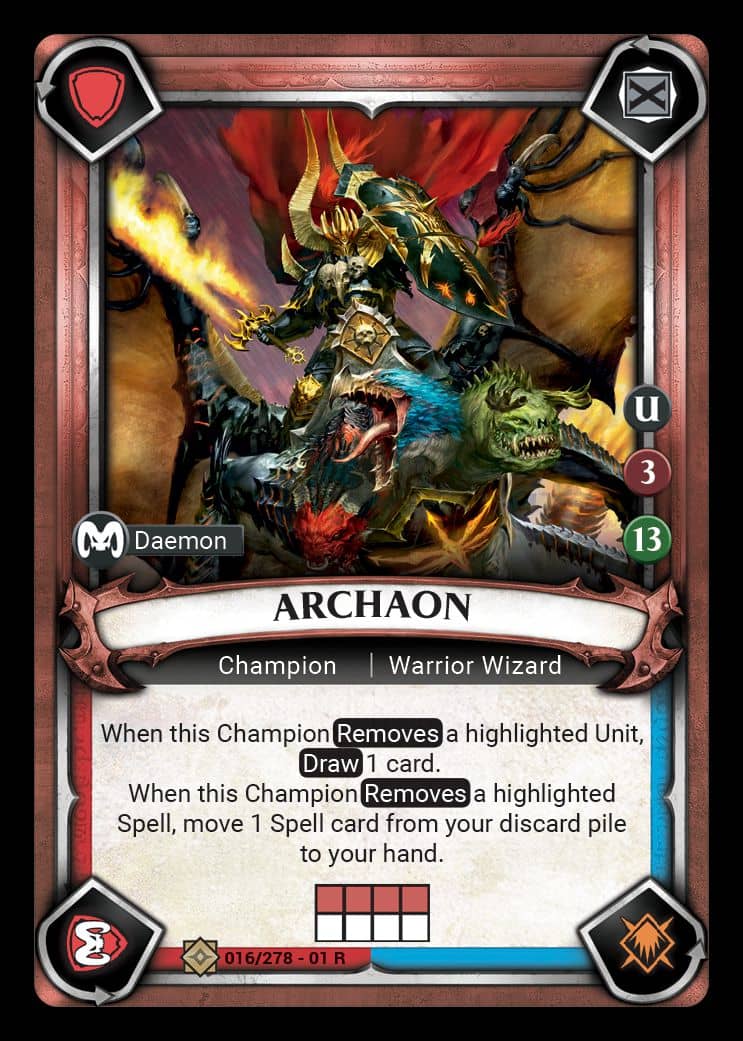 U
3
13
Daemon
ARCHAON
Champion | Warrior Wizard
When this Champion Removes a highlighted Unit,
Draw 1 card.
When this Champion Removes a highlighted
Spell, move 1 Spell card from your discard pile
to your hand.
016/278 - 01 R